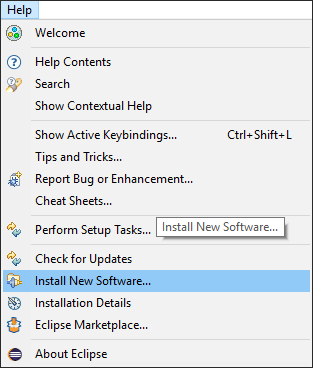 Help
Welcome
Help Contents
Search
Show Contextual Help
Show Active Keybindings... Ctrl+Shift+L
Tips and Tricks...
Report Bug or Enhancement...
Cheat Sheets...
Perform Setup Tasks...
Install New Software...
Check for Updates
Install New Software...
Installation Details
Eclipse Marketplace...
About Eclipse